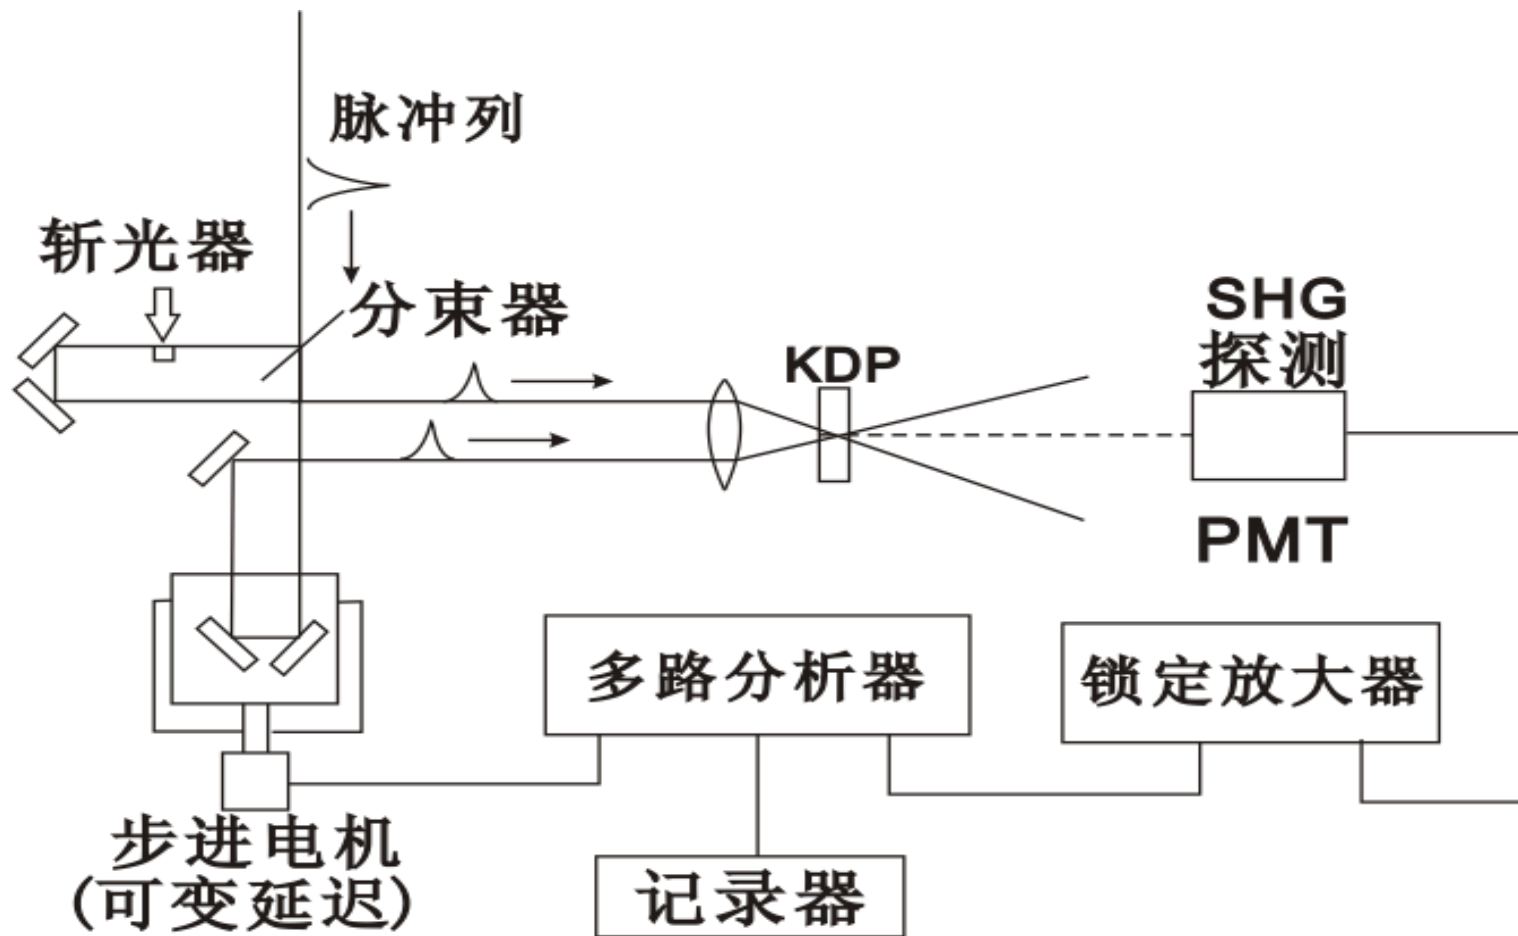 脉冲列
斩光器
分束器
KDP
SHG
探测
PMT
多路分析器
锁定放大器
步进电机
(可变延迟)
记录器